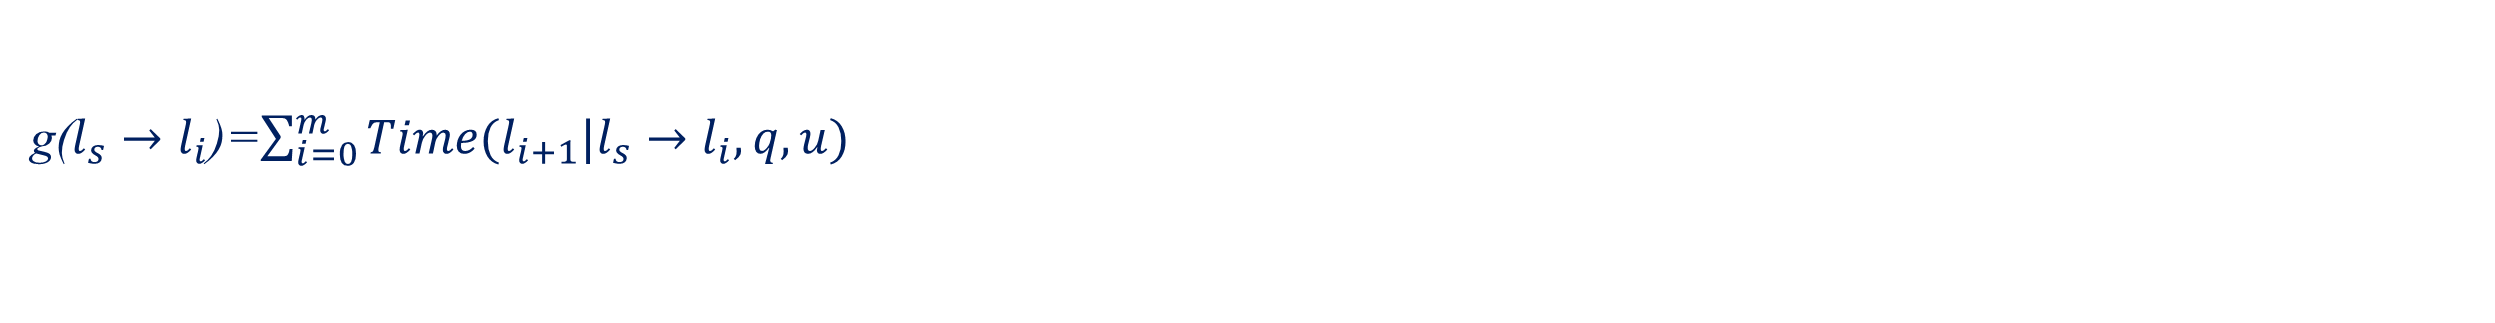 g(l_s → l_i)=∑_{i=0}^{m} Time(l_{i+1}|l_s → l_i, q, u)